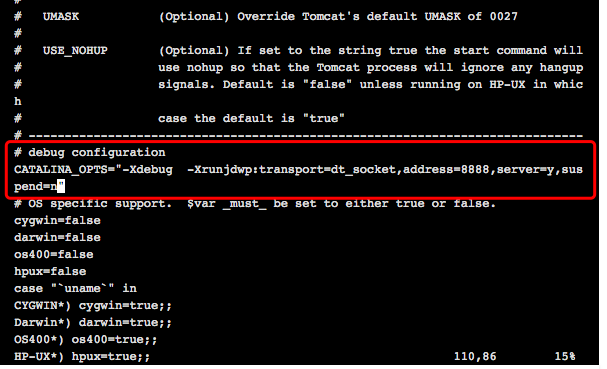 #
#   UMASK           (Optional) Override Tomcat's default UMASK of 0027
#
#   USE_NOHUP       (Optional) If set to the string true the start command will
#                   use nohup so that the Tomcat process will ignore any hangup
#                   signals. Default is "false" unless running on HP-UX in whic
h
#                   case the default is "true"
# -----------------------------------------------------------------------------
# debug configuration
CATALINA_OPTS="-Xdebug  -Xrunjdwp:transport=dt_socket,address=8888,server=y,sus
pend=n"
# OS specific support.  $var _must_ be set to either true or false.
cygwin=false
darwin=false
os400=false
hpux=false
case "`uname`" in
CYGWIN*) cygwin=true;;
Darwin*) darwin=true;;
OS400*) os400=true;;
HP-UX*) hpux=true;;                                          110,86        15%